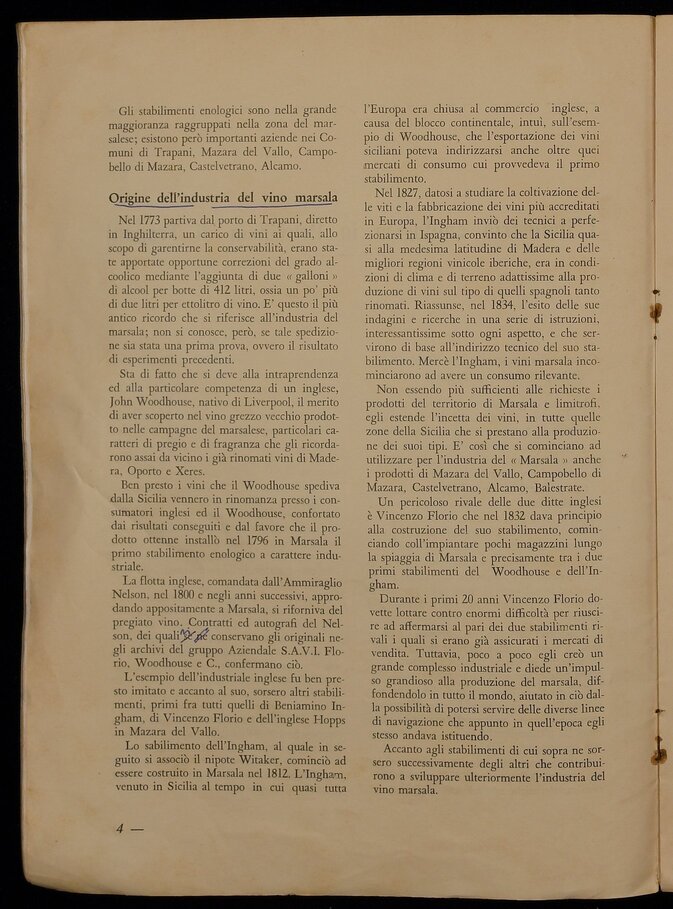 Gli stabilimenti enologici sono nella grande
maggioranza raggruppati nella zona del mar-
salese; esistono però importanti aziende nei Co-
muni di Trapani, Mazara del Vallo, Campo-
bello di Mazara, Castelvetrano, Alcamo.
Origine dell'industria del vino marsala
Nel 1773 partiva dal porto di Trapani, diretto
in Inghilterra, un carico di vini ai quali, allo
scopo di garentirne la conservabilità, erano sta-
te apportate opportune correzioni del grado al-
coolico mediante l'aggiunta di due « galloni »
di alcool per botte di 412 litri, ossia un po' più
di due litri per ettolitro di vino. E' questo il più
antico ricordo che si riferisce all'industria del
marsala; non si conosce, però, se tale spedizio-
ne sia stata una prima prova, ovvero il risultato
di esperimenti precedenti.
Sta di fatto che si deve alla intraprendenza
ed alla particolare competenza di un inglese,
John Woodhouse, nativo di Liverpool, il merito
di aver scoperto nel vino grezzo vecchio prodot-
to nelle campagne del marsalese, particolari ca-
ratteri di pregio e di fragranza che gli ricorda-
rono assai da vicino i già rinomati vini di Made-
ra, Oporto e Xeres.
Ben presto i vini che il Woodhouse spediva
dalla Sicilia vennero in rinomanza presso i con-
sumatori inglesi ed il Woodhouse, confortato
dai risultati conseguiti e dal favore che il pro-
dotto ottenne installò nel 1796 in Marsala il
primo stabilimento enologico a carattere indu-
striale.
La flotta inglese, comandata dall'Ammiraglio
Nelson, nel 1800 e negli anni successivi, appro-
dando appositamente a Marsala, si riforniva del
pregiato vino. Contratti ed autografi del Nel-
son, dei quali conservano gli originali ne-
gli archivi del gruppo Aziendale S.A.V.I. Flo-
rio, Woodhouse e C., confermano ciò.
L'esempio dell'industriale inglese fu ben pre-
sto imitato e accanto al suo, sorsero altri stabili-
menti, primi fra tutti quelli di Beniamino In-
gham, di Vincenzo Florio e dell'inglese Hopps
in Mazara del Vallo.
Lo sabilimento dell'Ingham, al quale in se-
guito si associò il nipote Witaker, cominciò ad
essere costruito in Marsala nel 1812. L'Ingham,
venuto in Sicilia al tempo in cui quasi tutta
4 —
l'Europa era chiusa al commercio inglese, a
causa del blocco continentale, intuì, sull'esem-
pio di Woodhouse, che l'esportazione dei vini
siciliani poteva indirizzarsi anche oltre quei
mercati di consumo cui provvedeva il primo
stabilimento.
Nel 1827, datosi a studiare la coltivazione del-
le viti e la fabbricazione dei vini più accreditati
in Europa, l'Ingham inviò dei tecnici a perfe-
zionarsi in Ispagna, convinto che la Sicilia qua-
si alla medesima latitudine di Madera e delle
migliori regioni vinicole iberiche, era in condi-
zioni di clima e di terreno adattissime alla pro-
duzione di vini sul tipo di quelli spagnoli tanto
rinomati. Riassunse, nel 1834, l'esito delle sue
indagini e ricerche in una serie di istruzioni,
interessantissime sotto ogni aspetto, e che ser-
virono di base all'indirizzo tecnico del suo sta-
bilimento. Mercè l'Ingham, i vini marsala inco-
minciarono ad avere un consumo rilevante.
Non essendo più sufficienti alle richieste i
prodotti del territorio di Marsala e limitrofi,
egli estende l'incetta dei vini, in tutte quelle
zone della Sicilia che si prestano alla produzio-
ne dei suoi tipi. E' così che si cominciano ad
utilizzare per l'industria del « Marsala » anche
i prodotti di Mazara del Vallo, Campobello di
Mazara, Castelvetrano, Alcamo, Balestrate.
Un pericoloso rivale delle due ditte inglesi
è Vincenzo Florio che nel 1832 dava principio
alla costruzione del suo stabilimento, comin-
ciando coll'impiantare pochi magazzini lungo
la spiaggia di Marsala e precisamente tra i due
primi stabilimenti del Woodhouse e dell'In-
gham.
Durante i primi 20 anni Vincenzo Florio do-
vette lottare contro enormi difficoltà per riusci-
re ad affermarsi al pari dei due stabilimenti ri-
vali i quali si erano già assicurati i mercati di
vendita. Tuttavia, poco a poco egli creò un
grande complesso industriale e diede un'impul-
so grandioso alla produzione del marsala, dif-
fondendolo in tutto il mondo, aiutato in ciò dal-
la possibilità di potersi servire delle diverse linee
di navigazione che appunto in quell'epoca egli
stesso andava istituendo.
Accanto agli stabilimenti di cui sopra ne sor-
sero successivamente degli altri che contribui-
rono a sviluppare ulteriormente l'industria del
vino marsala.